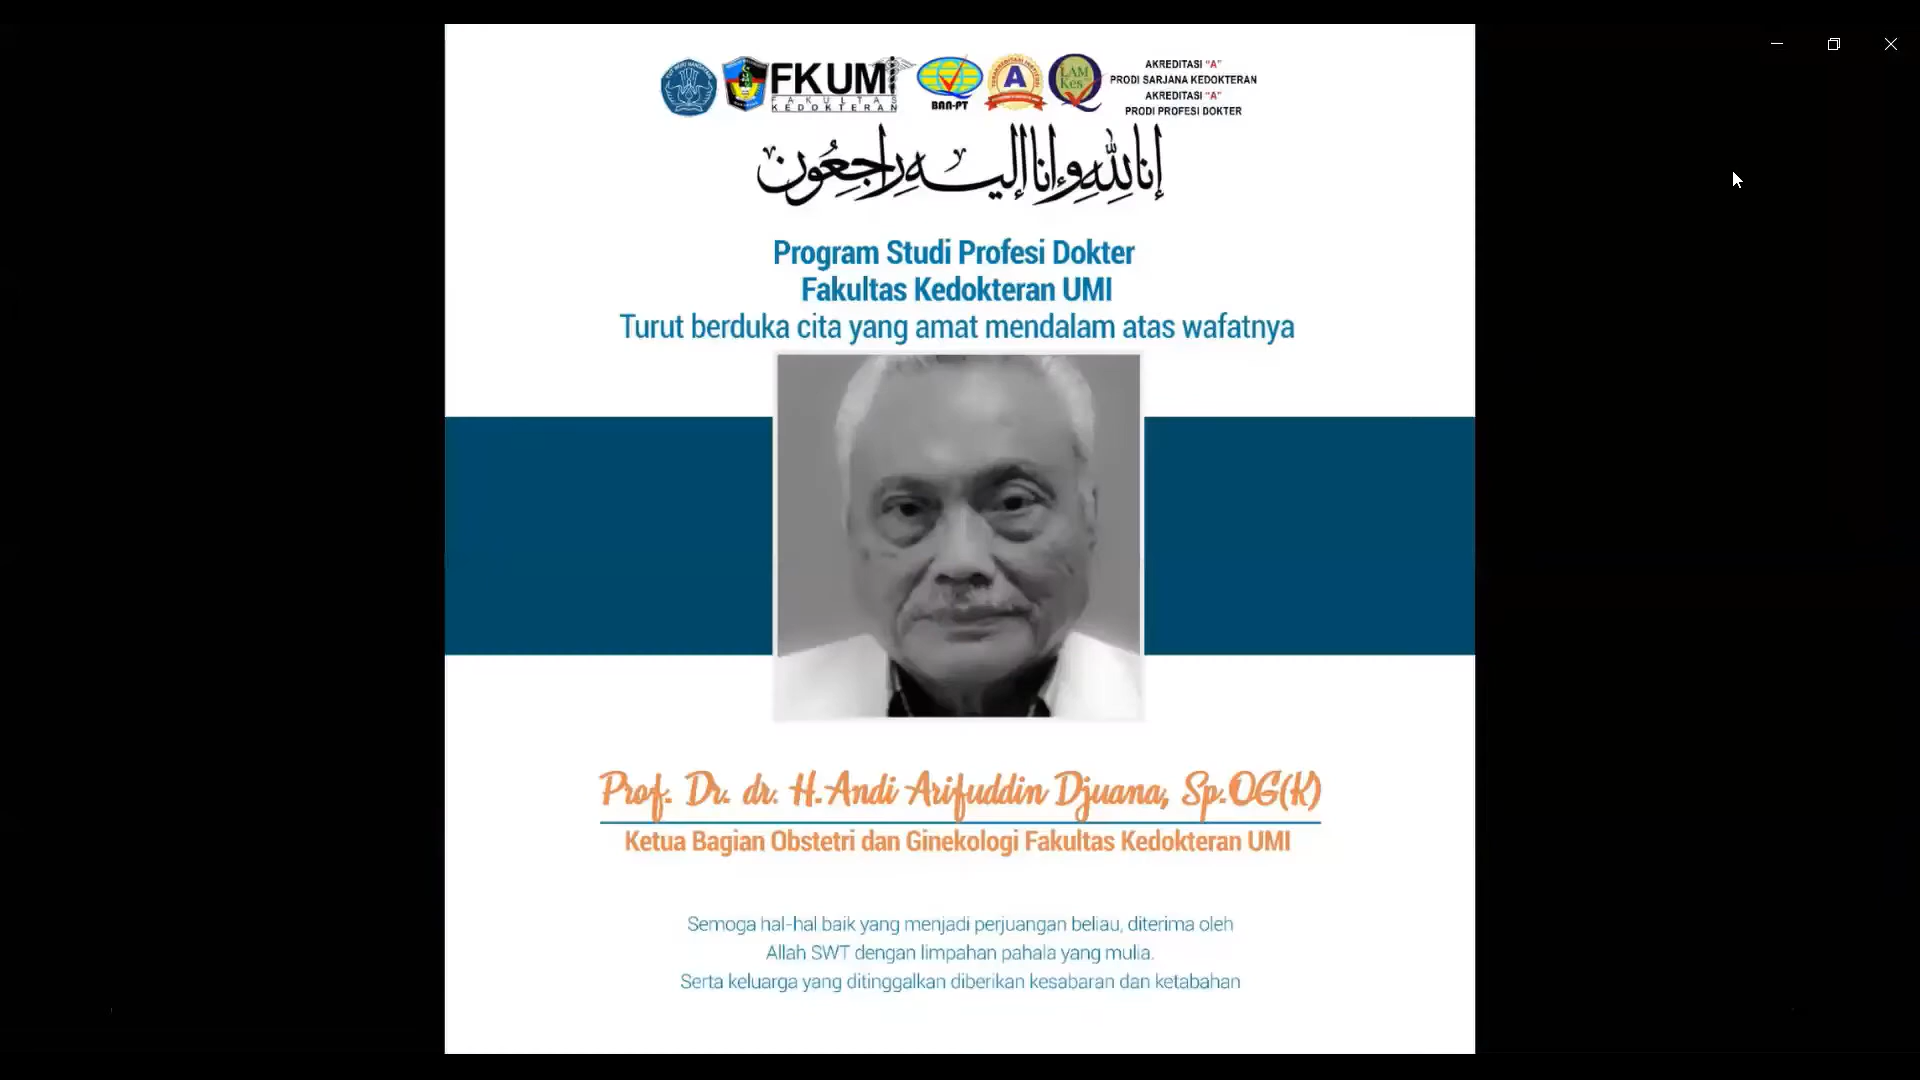 FKUMI
FAKULTAS
KEDOKTERAN
BAN-PT
A
LAM
Kes
AKREDITASI "A"
PRODI SARJANA KEDOKTERAN
AKREDITASI "A"
PRODI PROFESI DOKTER
إنا لله وإنا إليه راجعون
Program Studi Profesi Dokter
Fakultas Kedokteran UMI
Turut berduka cita yang amat mendalam atas wafatnya
Prof. Dr. dr. H.Andi Arifuddin Djuana, Sp.OG(K)
Ketua Bagian Obstetri dan Ginekologi Fakultas Kedokteran UMI
Semoga hal-hal baik yang menjadi perjuangan beliau, diterima oleh
Allah SWT dengan limpahan pahala yang mulia.
Serta keluarga yang ditinggalkan diberikan kesabaran dan ketabahan